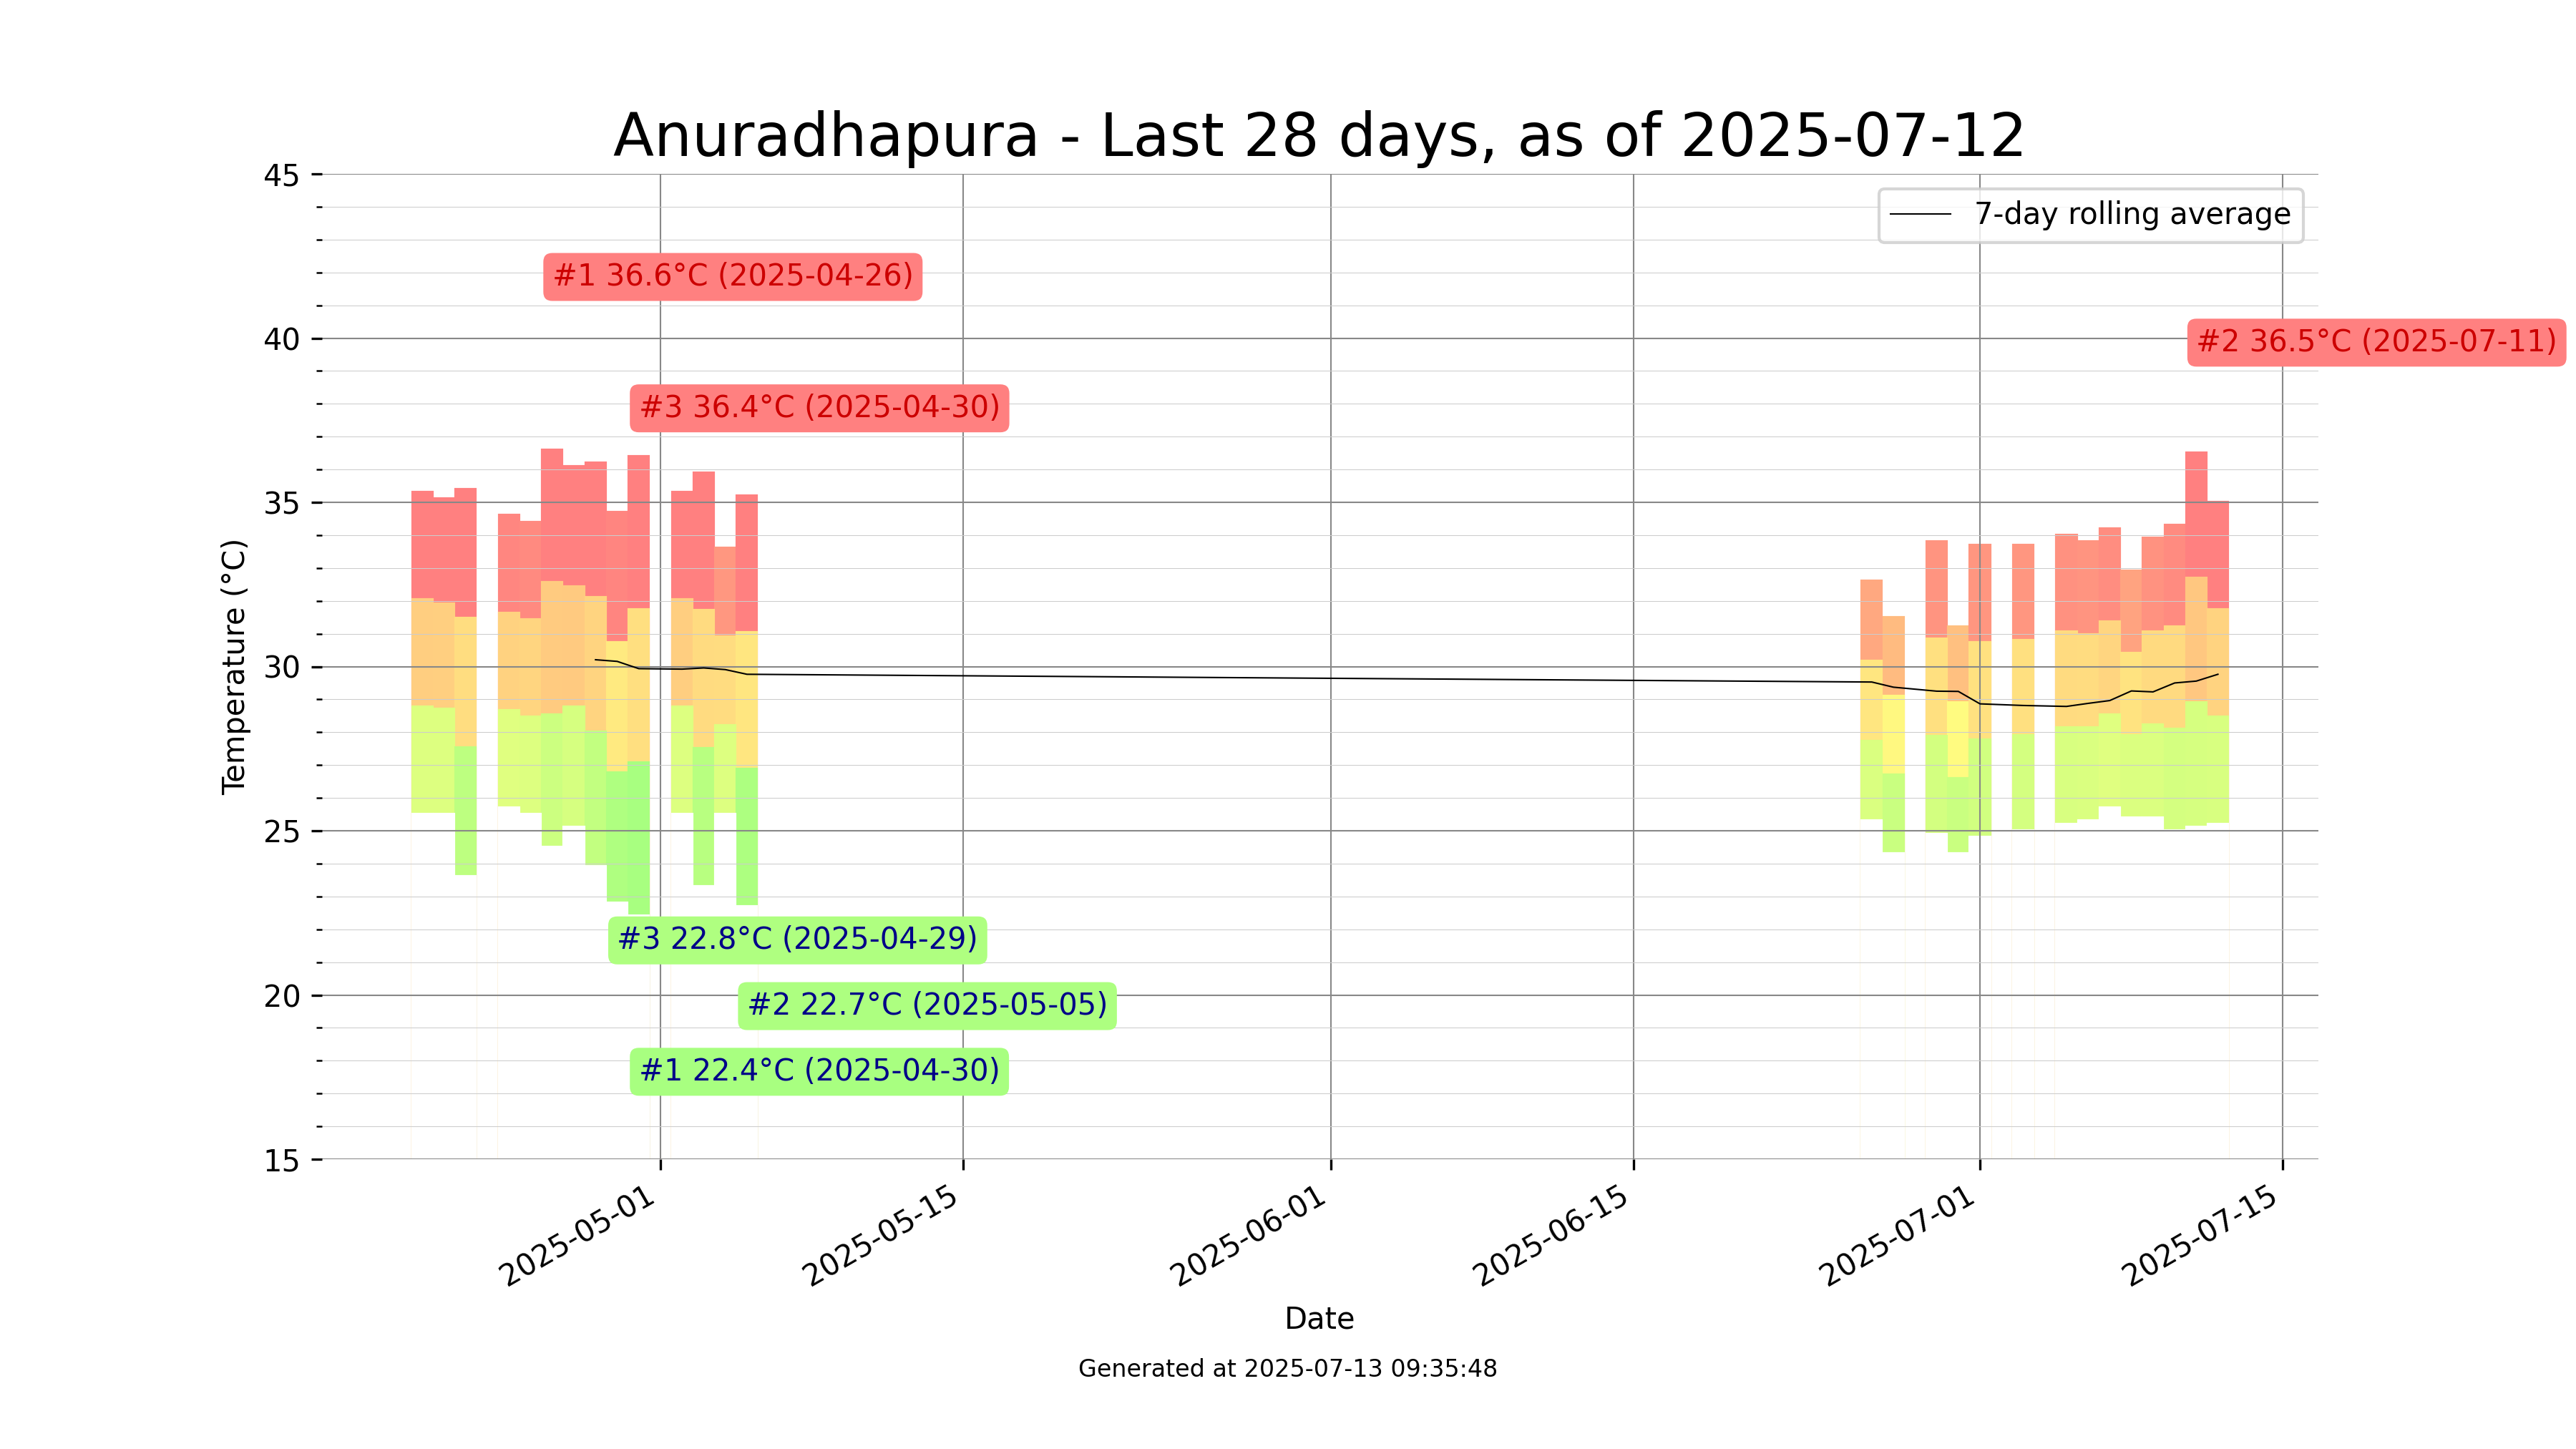 Anuradhapura - Last 28 days, as of 2025-07-12
45
40
35
30
25
20
15
Temperature (°C)
7-day rolling average
#1 36.6°C (2025-04-26)
#2 36.5°C (2025-07-11)
#3 36.4°C (2025-04-30)
#3 22.8°C (2025-04-29)
#2 22.7°C (2025-05-05)
#1 22.4°C (2025-04-30)
2025-05-01
2025-05-15
2025-06-01
2025-06-15
2025-07-01
2025-07-15
Date
Generated at 2025-07-13 09:35:48